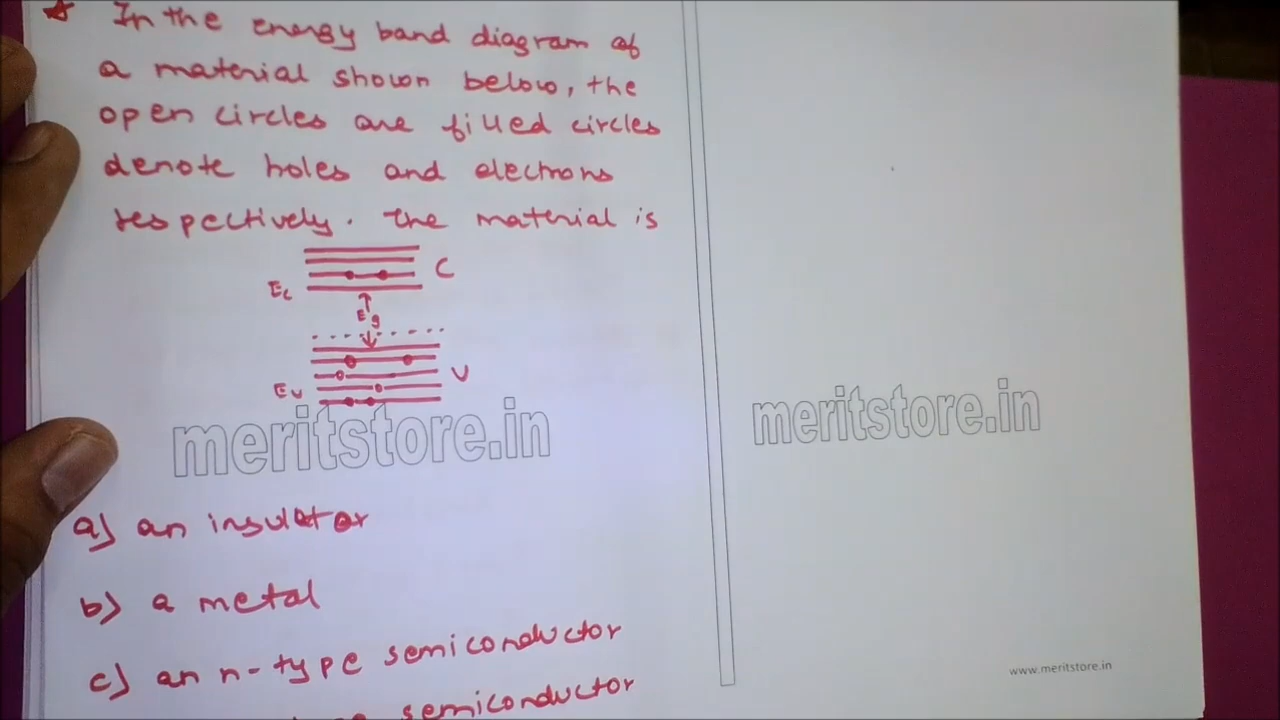 In the energy band diagram of
a material shown below, the
open circles are filled circles
denote holes and electrons
respectively. The material is
C
Ec
Eg
V
Ev
meritstore.in
meritstore.in
a) an insulator
b) a metal
c) an n-type semiconductor
semiconductor
www.meritstore.in